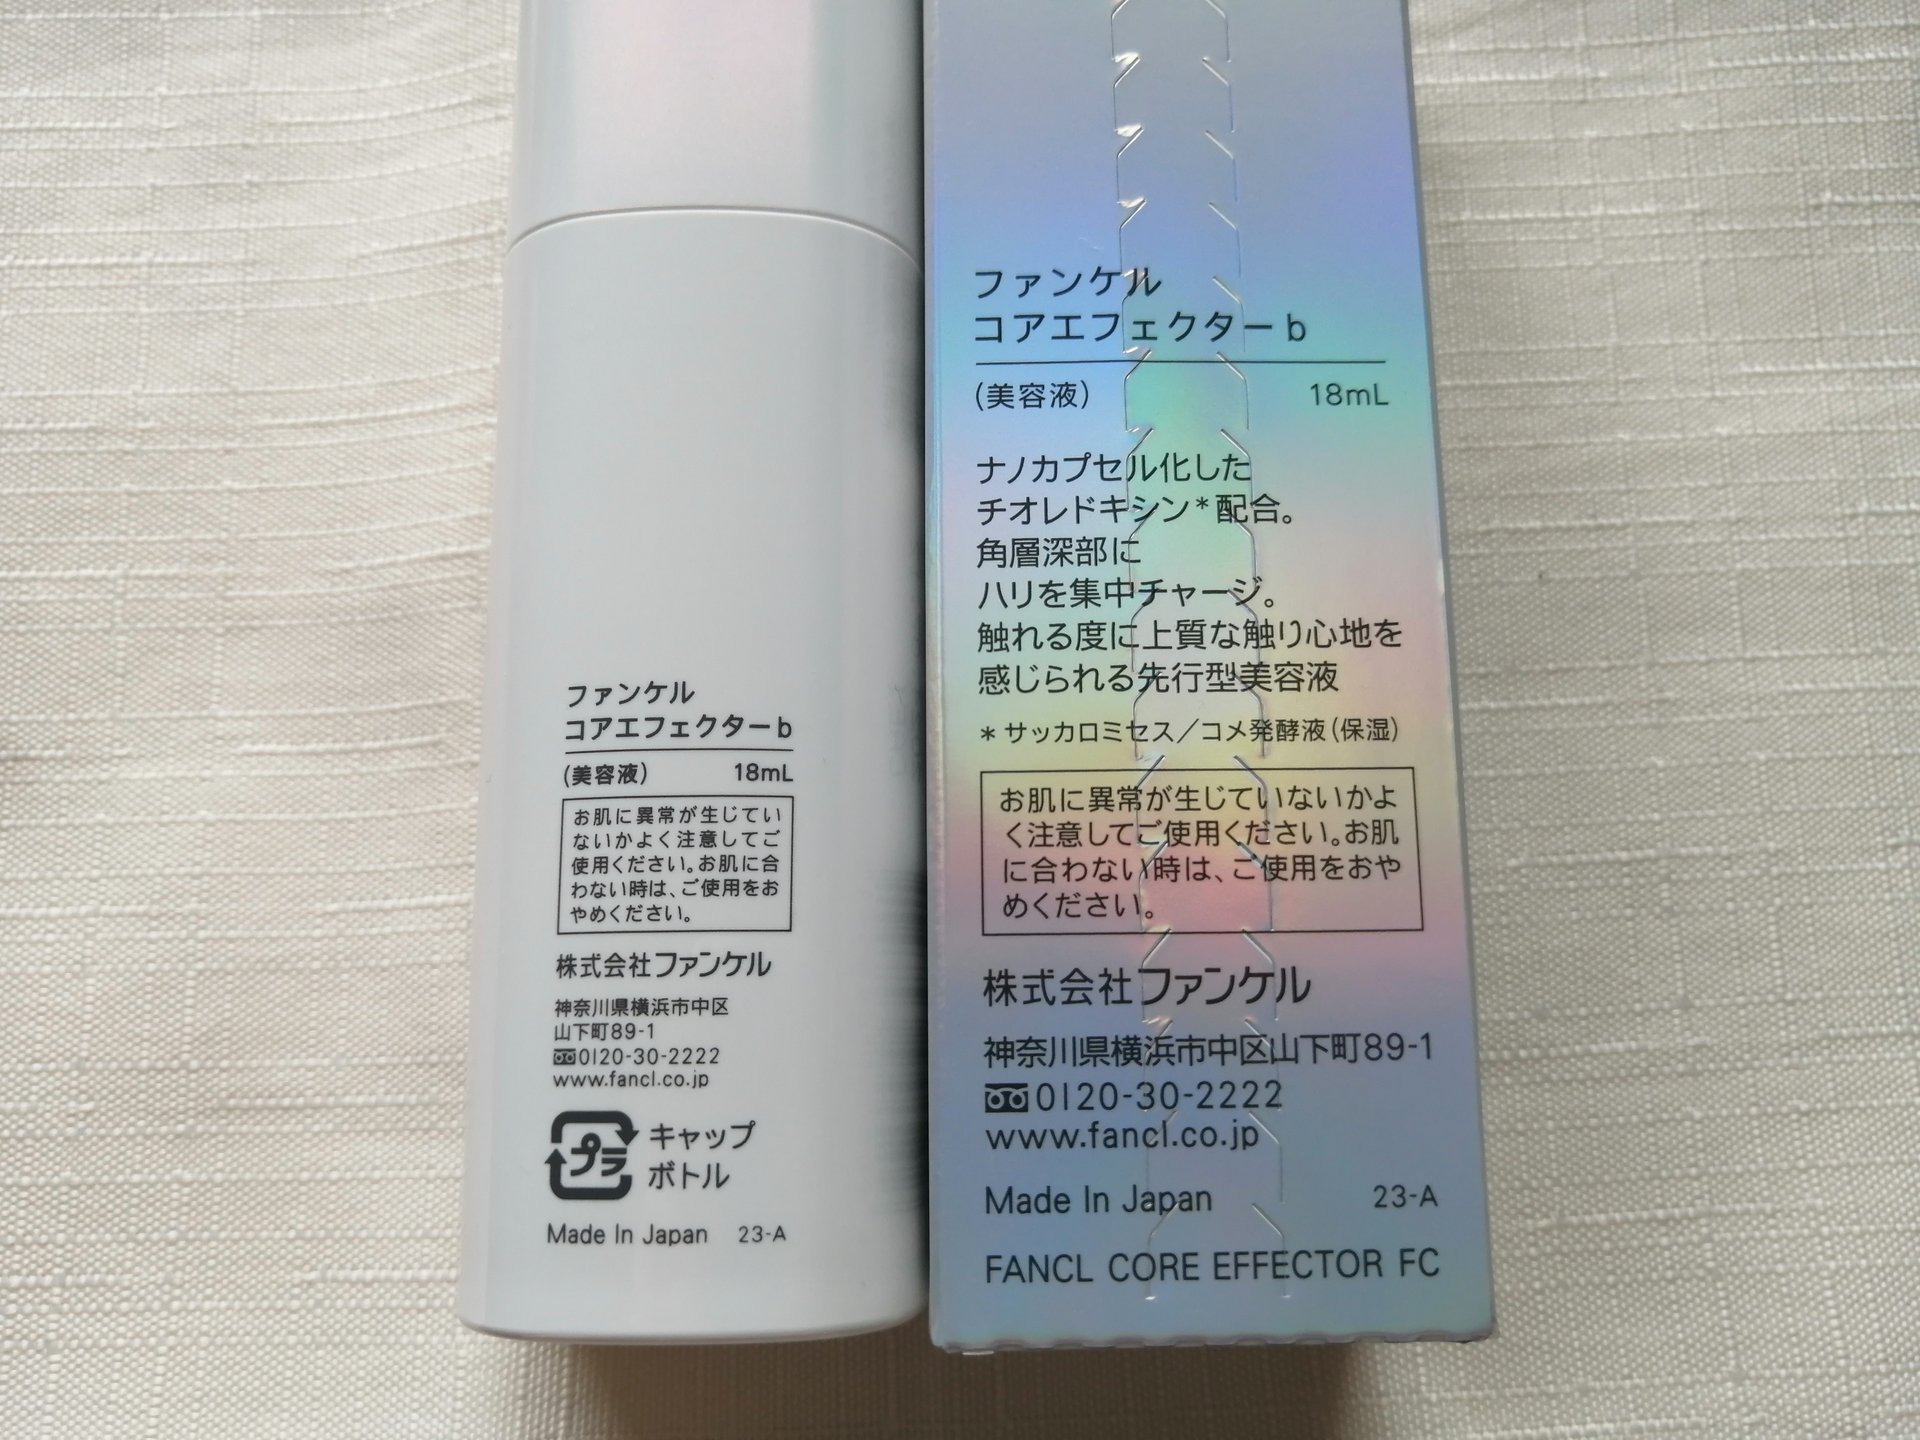 ファンケル
コアエフェクターb
(美容液) 18mL
お肌に異常が生じてい
ないかよく注意してご
使用ください。お肌に合
わない時は、ご使用をお
やめください。
株式会社ファンケル
神奈川県横浜市中区
山下町89-1
0120-30-2222
www.fancl.co.jp
プラ
キャップ
ボトル
Made In Japan 23-A
ファンケル
コアエフェクターb
(美容液) 18mL
ナノカプセル化した
チオレドキシン*配合。
角層深部に
ハリを集中チャージ。
触れる度に上質な触り心地を
感じられる先行型美容液
*サッカロミセス/コメ発酵液(保湿)
お肌に異常が生じていないかよ
く注意してご使用ください。お肌
に合わない時は、ご使用をおや
めください。
株式会社ファンケル
神奈川県横浜市中区山下町89-1
0120-30-2222
www.fancl.co.jp
Made In Japan 23-A
FANCL CORE EFFECTOR FC